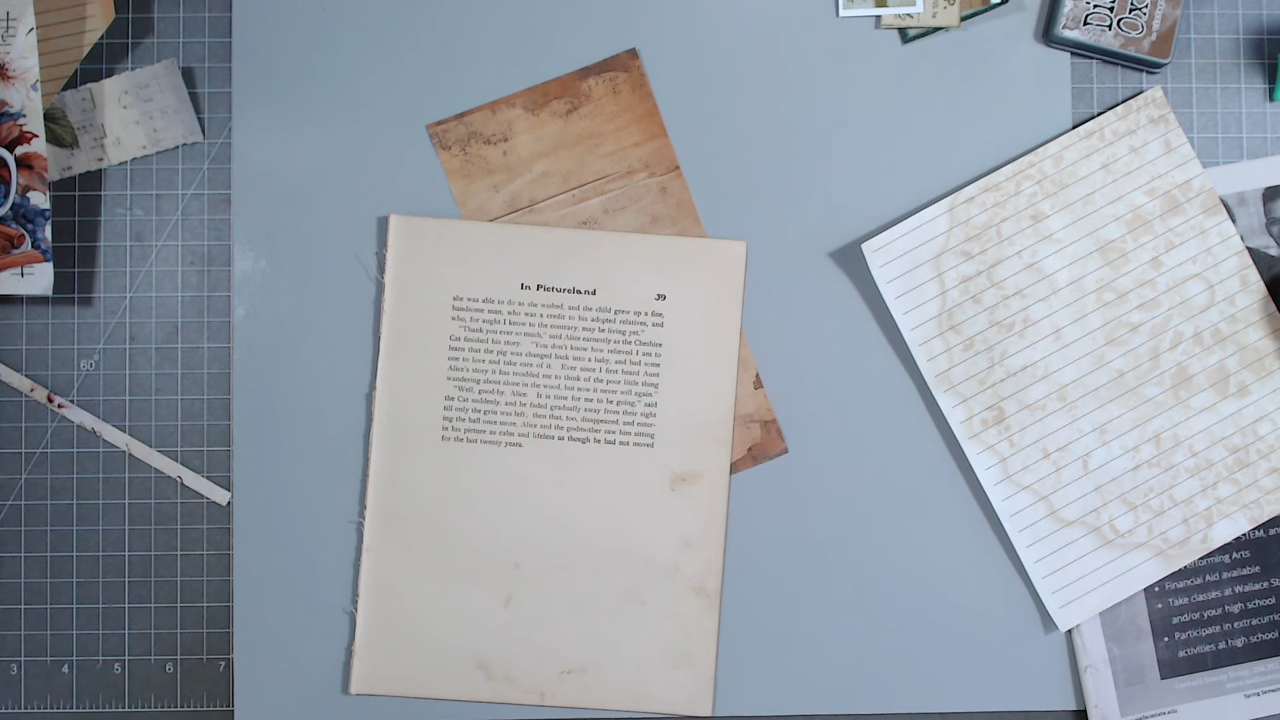 In Pictureland 39
she was able to do as she wished, and the child grew up a fine,
handsome man, who was a credit to his adopted relatives, and
who, for aught I know to the contrary, may be living yet."
"Thank you ever so much," said Alice earnestly as the Cheshire
Cat finished his story. "You don't know how relieved I am to
learn that the pig was changed back into a baby, and had some
one to love and take care of it. Ever since I first heard Aunt
Alice's story it has troubled me to think of the poor little thing
wandering about alone in the wood, but now it never will again."
"Well, good-by, Alice. It is time for me to be going," said
the Cat suddenly, and he faded gradually away from their sight
till only the grin was left; then that, too, disappeared, and enter-
ing the hall once more, Alice and the godmother saw him sitting
in his picture as calm and lifeless as though he had not moved
for the last twenty years.
Di
Ox
60
3 4 5 6 7
STEM, an
erforming Arts
• Financial Aid available
• Take classes at Wallace St
and/or your high school
• Participate in extracurric
activities at high school
Spring Semes